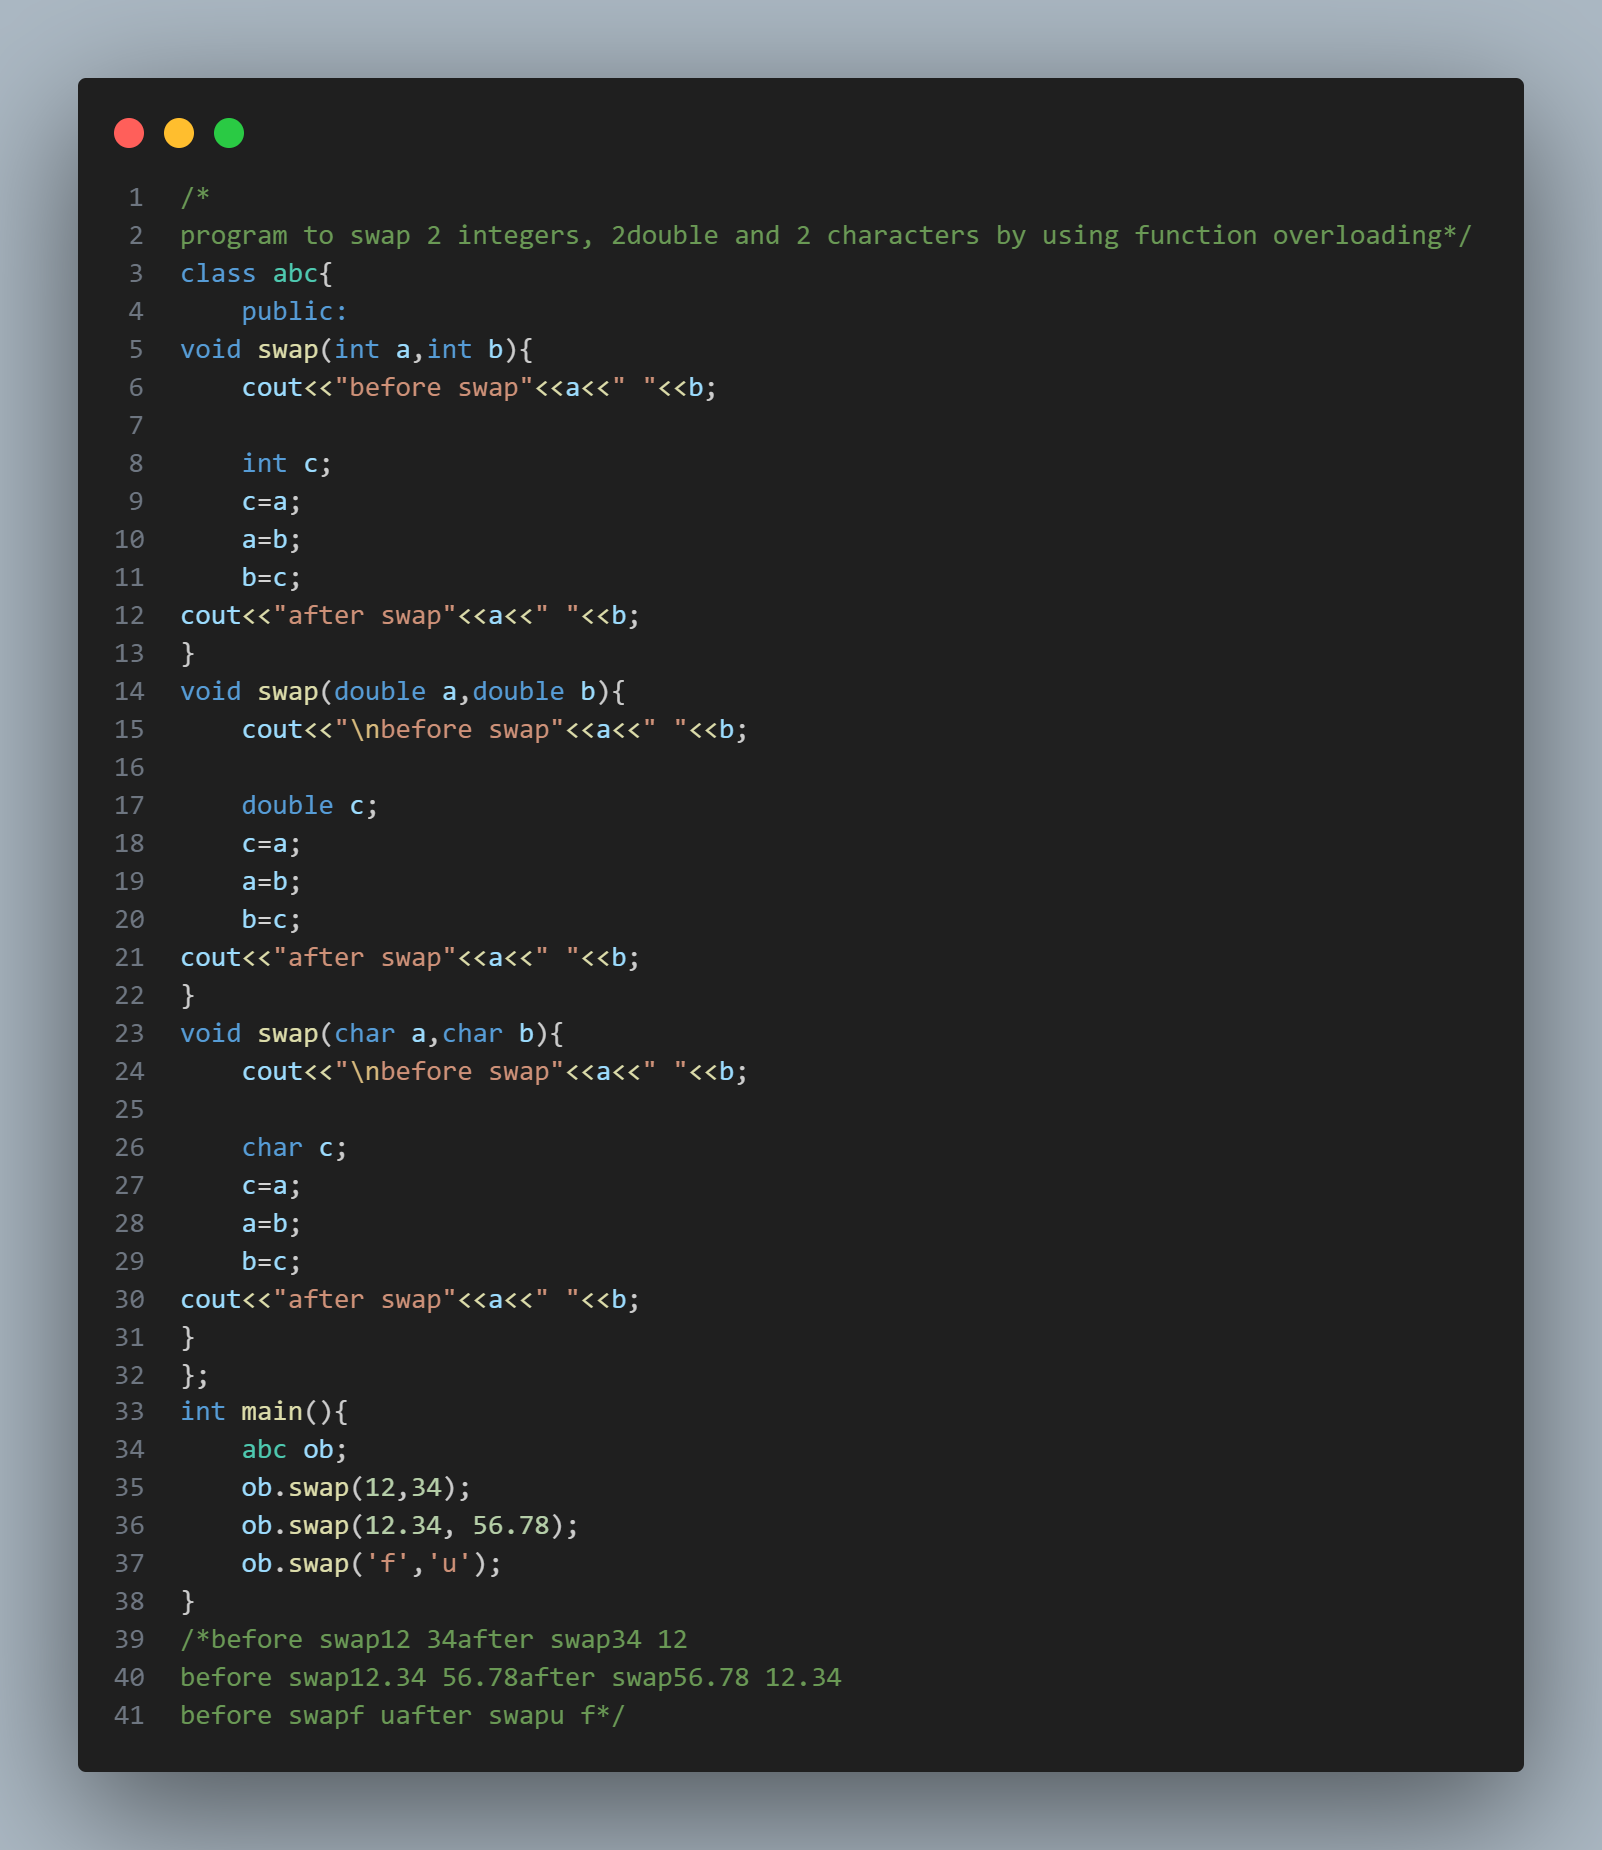 1 /*
2 program to swap 2 integers, 2double and 2 characters by using function overloading*/
3 class abc{
4     public:
5 void swap(int a,int b){
6     cout<<"before swap"<<a<<" "<<b;
7
8     int c;
9     c=a;
10     a=b;
11     b=c;
12 cout<<"after swap"<<a<<" "<<b;
13 }
14 void swap(double a,double b){
15     cout<<"\nbefore swap"<<a<<" "<<b;
16
17     double c;
18     c=a;
19     a=b;
20     b=c;
21 cout<<"after swap"<<a<<" "<<b;
22 }
23 void swap(char a,char b){
24     cout<<"\nbefore swap"<<a<<" "<<b;
25
26     char c;
27     c=a;
28     a=b;
29     b=c;
30 cout<<"after swap"<<a<<" "<<b;
31 }
32 };
33 int main(){
34     abc ob;
35     ob.swap(12,34);
36     ob.swap(12.34, 56.78);
37     ob.swap('f','u');
38 }
39 /*before swap12 34after swap34 12
40 before swap12.34 56.78after swap56.78 12.34
41 before swapf uafter swapu f*/